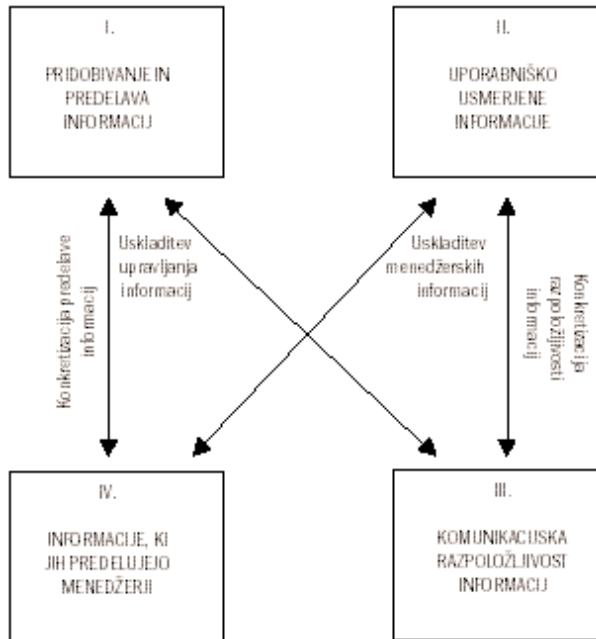 I.
PRIDOBIVANJE IN
PREDELAVA
INFORMACIJ
II.
UPORABNIŠKO
USMERJENE
INFORMACIJE
Konkretizacija predelave
informacij
Uskladitev
upravljanja
informacij
Uskladitev
menedžerskih
informacij
Konkretizacija
razpoložljivosti
informacij
IV.
INFORMACIJE, KI
JIH PREDELUJEJO
MENEDŽERJI
III.
KOMUNIKACIJSKA
RAZPOLOŽLJIVOST
INFORMACIJ